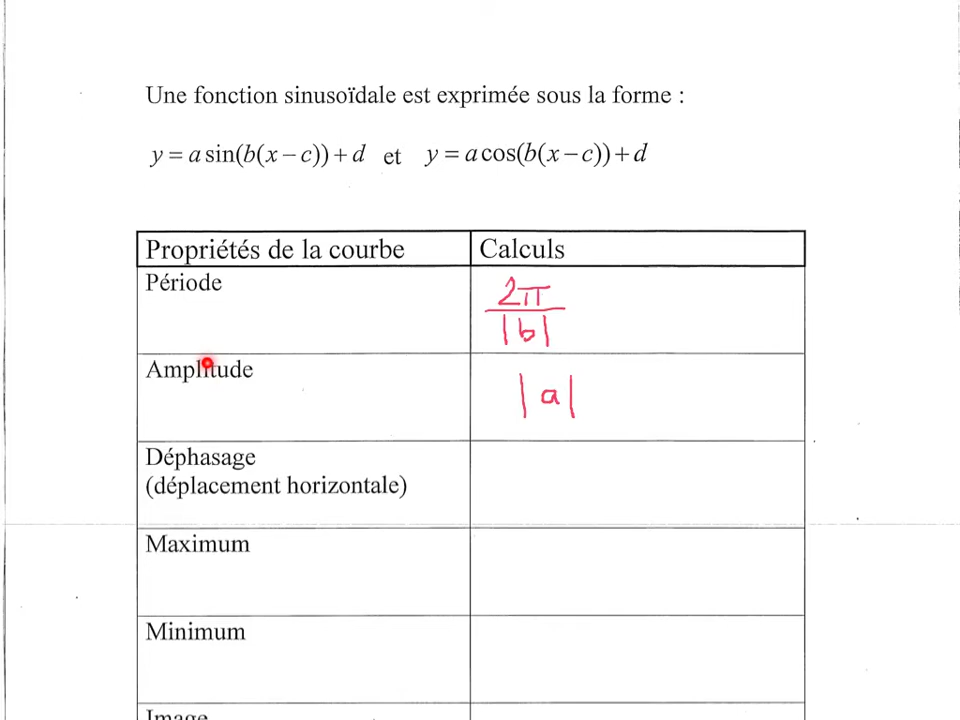 Une fonction sinusoïdale est exprimée sous la forme :
y = a sin(b(x − c)) + d et y = a cos(b(x − c)) + d
Propriétés de la courbe Calculs
Période 2π/|b|
Amplitude |a|
Déphasage
(déplacement horizontale)
Maximum
Minimum
Image